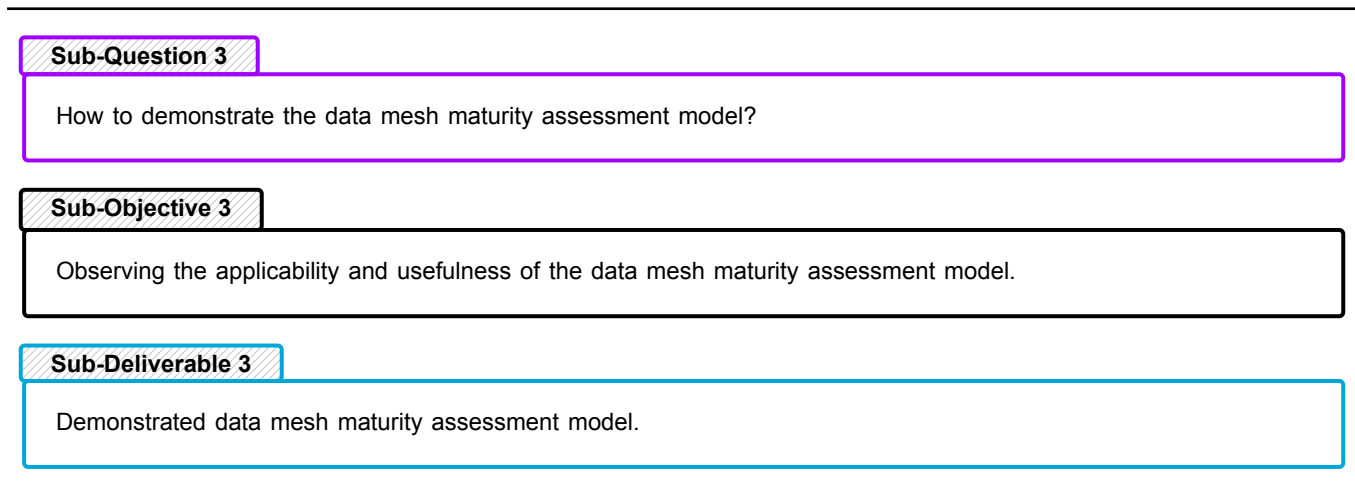 Sub-Question 3
How to demonstrate the data mesh maturity assessment model?
Sub-Objective 3
Observing the applicability and usefulness of the data mesh maturity assessment model.
Sub-Deliverable 3
Demonstrated data mesh maturity assessment model.